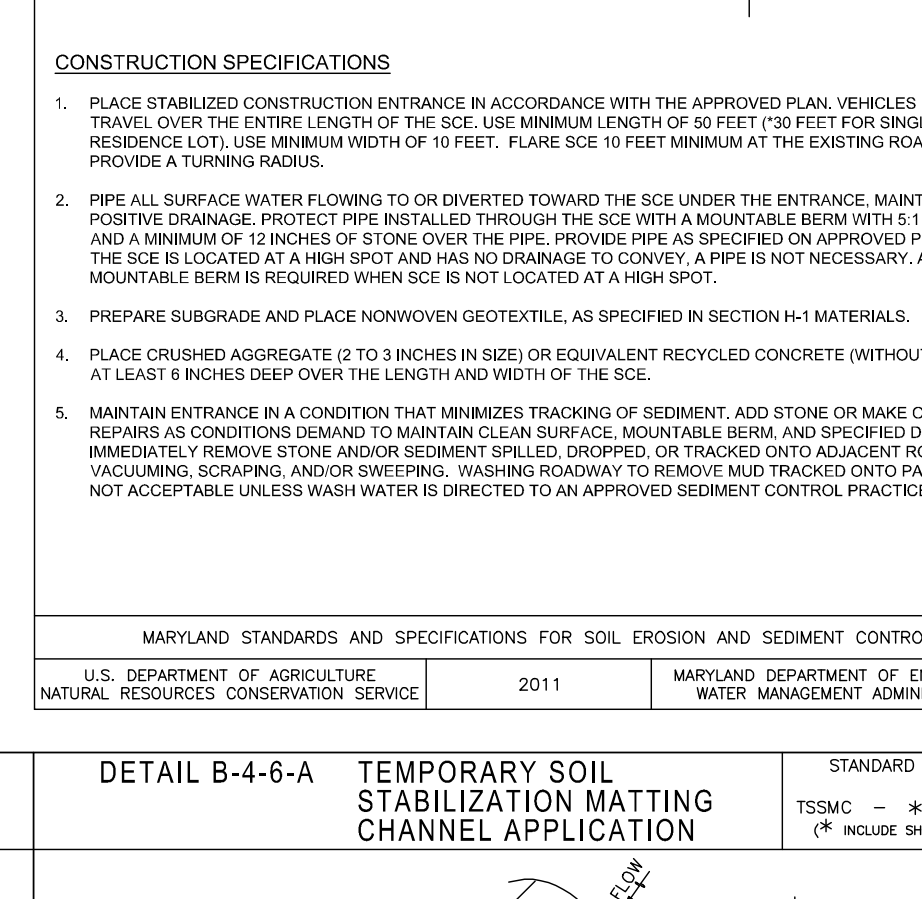 CONSTRUCTION SPECIFICATIONS
1. PLACE STABILIZED CONSTRUCTION ENTRANCE IN ACCORDANCE WITH THE APPROVED PLAN. VEHICLES
TRAVEL OVER THE ENTIRE LENGTH OF THE SCE. USE MINIMUM LENGTH OF 50 FEET (*30 FEET FOR
RESIDENCE LOT). USE MINIMUM WIDTH OF 10 FEET. FLARE SCE 10 FEET MINIMUM AT THE EXISTING
PROVIDE A TURNING RADIUS.
2. PIPE ALL SURFACE WATER FLOWING TO OR DIVERTED TOWARD THE SCE UNDER THE ENTRANCE,
POSITIVE DRAINAGE. PROTECT PIPE INSTALLED THROUGH THE SCE WITH A MOUNTABLE BERM WITH 5:1
AND A MINIMUM OF 12 INCHES OF STONE OVER THE PIPE. PROVIDE PIPE AS SPECIFIED ON APPROVED
THE SCE IS LOCATED AT A HIGH SPOT AND HAS NO DRAINAGE TO CONVEY, A PIPE IS NOT NECESSARY.
MOUNTABLE BERM IS REQUIRED WHEN SCE IS NOT LOCATED AT A HIGH SPOT.
3. PREPARE SUBGRADE AND PLACE NONWOVEN GEOTEXTILE, AS SPECIFIED IN SECTION H-1 MATERIALS.
4. PLACE CRUSHED AGGREGATE (2 TO 3 INCHES IN SIZE) OR EQUIVALENT RECYCLED CONCRETE
AT LEAST 6 INCHES DEEP OVER THE LENGTH AND WIDTH OF THE SCE.
5. MAINTAIN ENTRANCE IN A CONDITION THAT MINIMIZES TRACKING OF SEDIMENT. ADD STONE OR MAKE
REPAIRS AS CONDITIONS DEMAND TO MAINTAIN CLEAN SURFACE, MOUNTABLE BERM, AND SPECIFIED
IMMEDIATELY REMOVE STONE AND/OR SEDIMENT SPILLED, DROPPED, OR TRACKED ONTO ADJACENT
VACUUMING, SCRAPING, AND/OR SWEEPING. WASHING ROADWAY TO REMOVE MUD TRACKED ONTO
NOT ACCEPTABLE UNLESS WASH WATER IS DIRECTED TO AN APPROVED SEDIMENT CONTROL
MARYLAND STANDARDS AND SPECIFICATIONS FOR SOIL EROSION AND SEDIMENT
U.S. DEPARTMENT OF AGRICULTURE
NATURAL RESOURCES CONSERVATION SERVICE
2011
MARYLAND DEPARTMENT OF
WATER MANAGEMENT
DETAIL B-4-6-A
TEMPORARY SOIL
STABILIZATION MATTING
CHANNEL APPLICATION
STANDARD
TSSMC – *
(* INCLUDE
FLOW